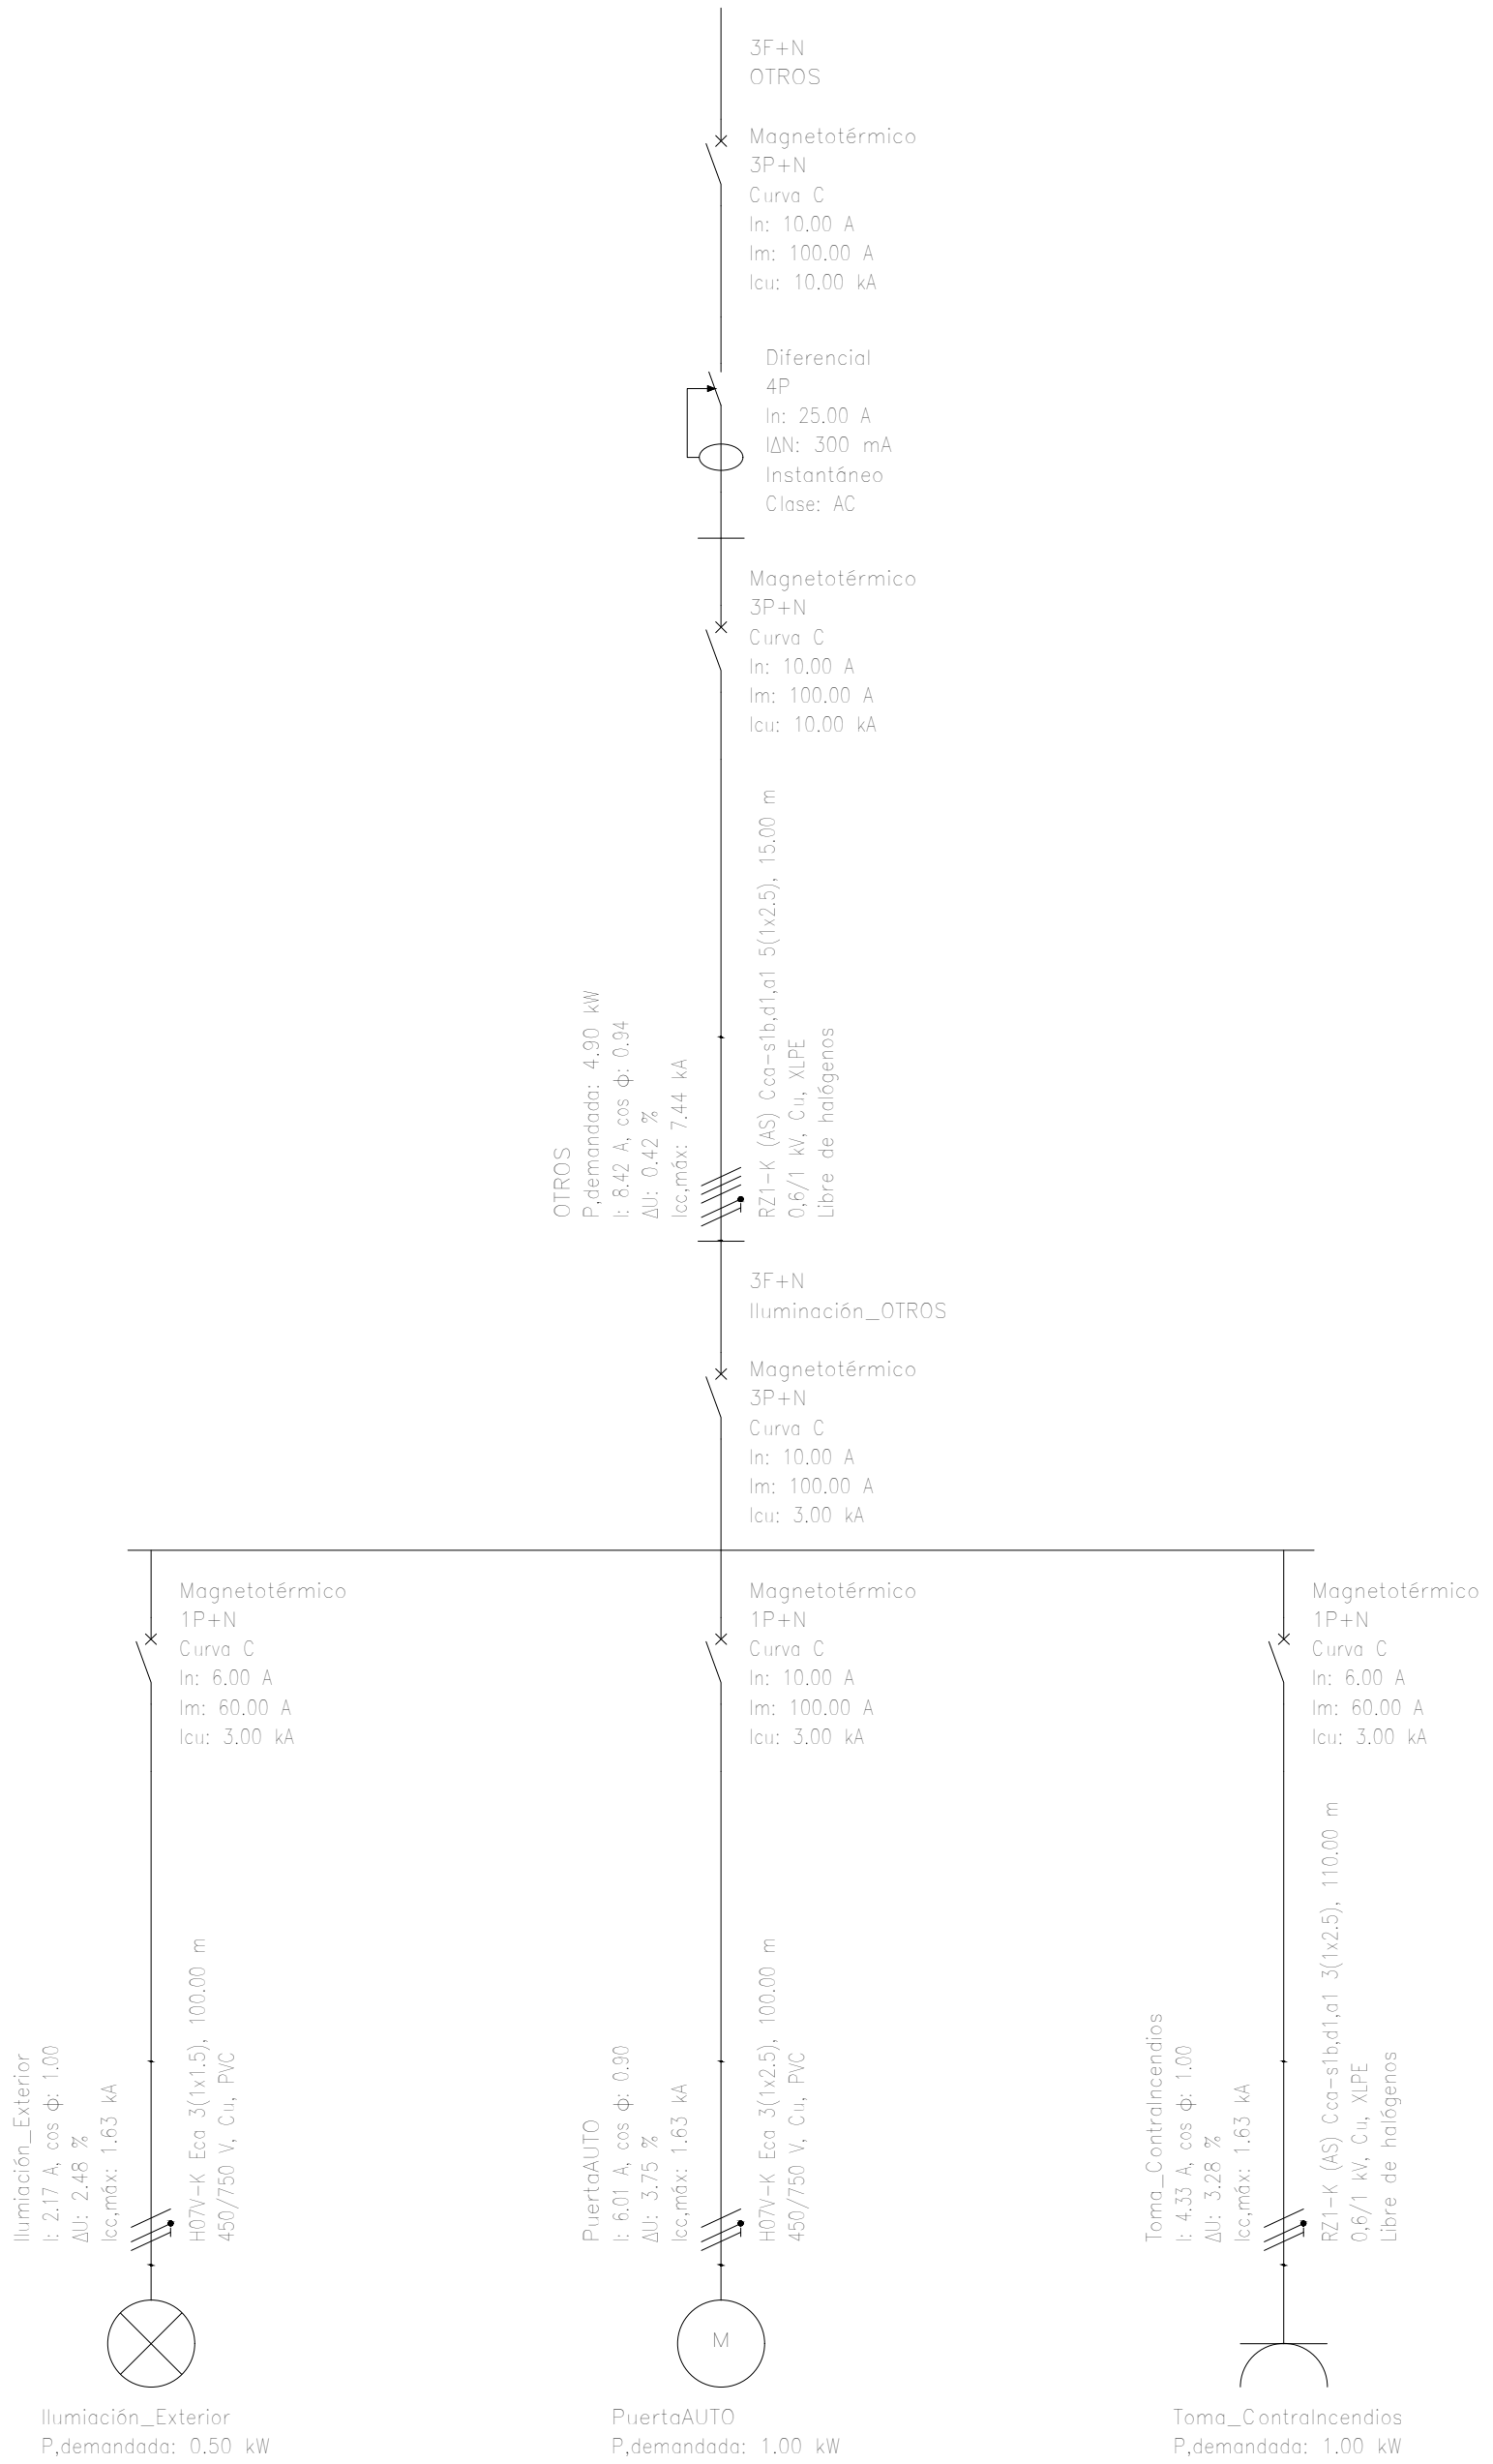 3F+N
OTROS
Magnetotérmico
3P+N
Curva C
In: 10.00 A
Im: 100.00 A
Icu: 10.00 kA
Diferencial
4P
In: 25.00 A
IΔN: 300 mA
Instantáneo
Clase: AC
Magnetotérmico
3P+N
Curva C
In: 10.00 A
Im: 100.00 A
Icu: 10.00 kA
OTROS
P,demandada: 4.90 kW
I: 8.42 A, cos ϕ: 0.94
ΔU: 0.42 %
Icc,máx: 7.44 kA
RZ1-K (AS) Cca-s1b,d1,a1 5(1x2.5), 15.00 m
0,6/1 kV, Cu, XLPE
Libre de halógenos
3F+N
Iluminación_OTROS
Magnetotérmico
3P+N
Curva C
In: 10.00 A
Im: 100.00 A
Icu: 3.00 kA
Magnetotérmico
1P+N
Curva C
In: 6.00 A
Im: 60.00 A
Icu: 3.00 kA
Magnetotérmico
1P+N
Curva C
In: 10.00 A
Im: 100.00 A
Icu: 3.00 kA
Magnetotérmico
1P+N
Curva C
In: 6.00 A
Im: 60.00 A
Icu: 3.00 kA
Ilumiación_Exterior
I: 2.17 A, cos ϕ: 1.00
ΔU: 2.48 %
Icc,máx: 1.63 kA
H07V-K Eca 3(1x1.5), 100.00 m
450/750 V, Cu, PVC
PuertaAUTO
I: 6.01 A, cos ϕ: 0.90
ΔU: 3.75 %
Icc,máx: 1.63 kA
H07V-K Eca 3(1x2.5), 100.00 m
450/750 V, Cu, PVC
Toma_ContraIncendios
I: 4.33 A, cos ϕ: 1.00
ΔU: 3.28 %
Icc,máx: 1.63 kA
RZ1-K (AS) Cca-s1b,d1,a1 3(1x2.5), 110.00 m
0,6/1 kV, Cu, XLPE
Libre de halógenos
M
Ilumiación_Exterior
P,demandada: 0.50 kW
PuertaAUTO
P,demandada: 1.00 kW
Toma_ContraIncendios
P,demandada: 1.00 kW